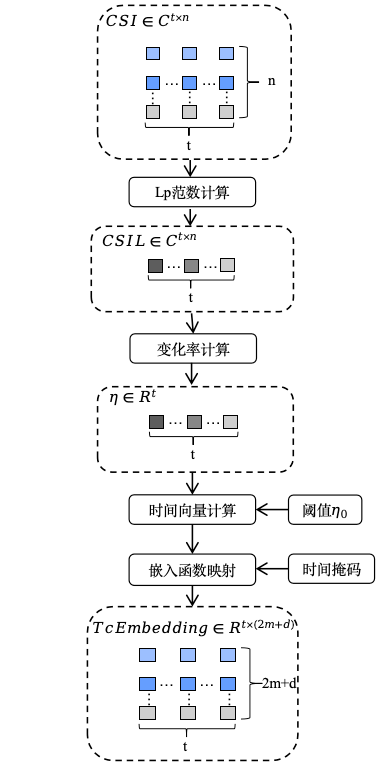 CSI ∈ C^{t×n}
n
t
Lp范数计算
CSIL ∈ C^{t×n}
t
变化率计算
η ∈ R^t
t
时间向量计算
阈值η₀
嵌入函数映射
时间掩码
TcEmbedding ∈ R^{t×(2m+d)}
2m+d
t